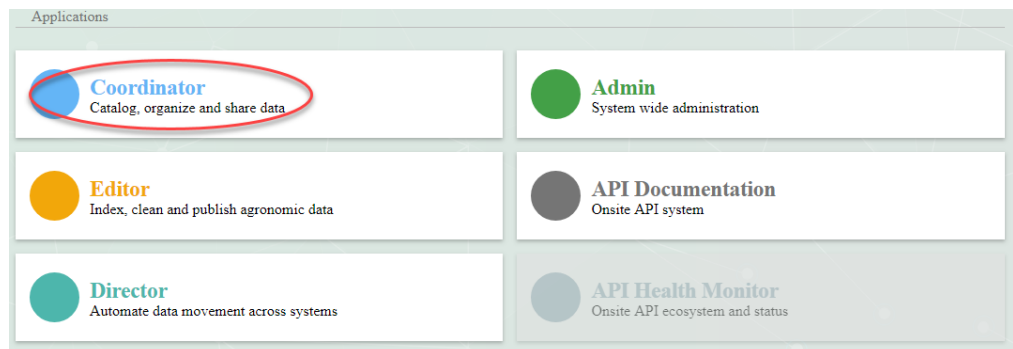 Applications
Coordinator
Catalog, organize and share data
Admin
System wide administration
Editor
Index, clean and publish agronomic data
API Documentation
Onsite API system
Director
Automate data movement across systems
API Health Monitor
Onsite API ecosystem and status